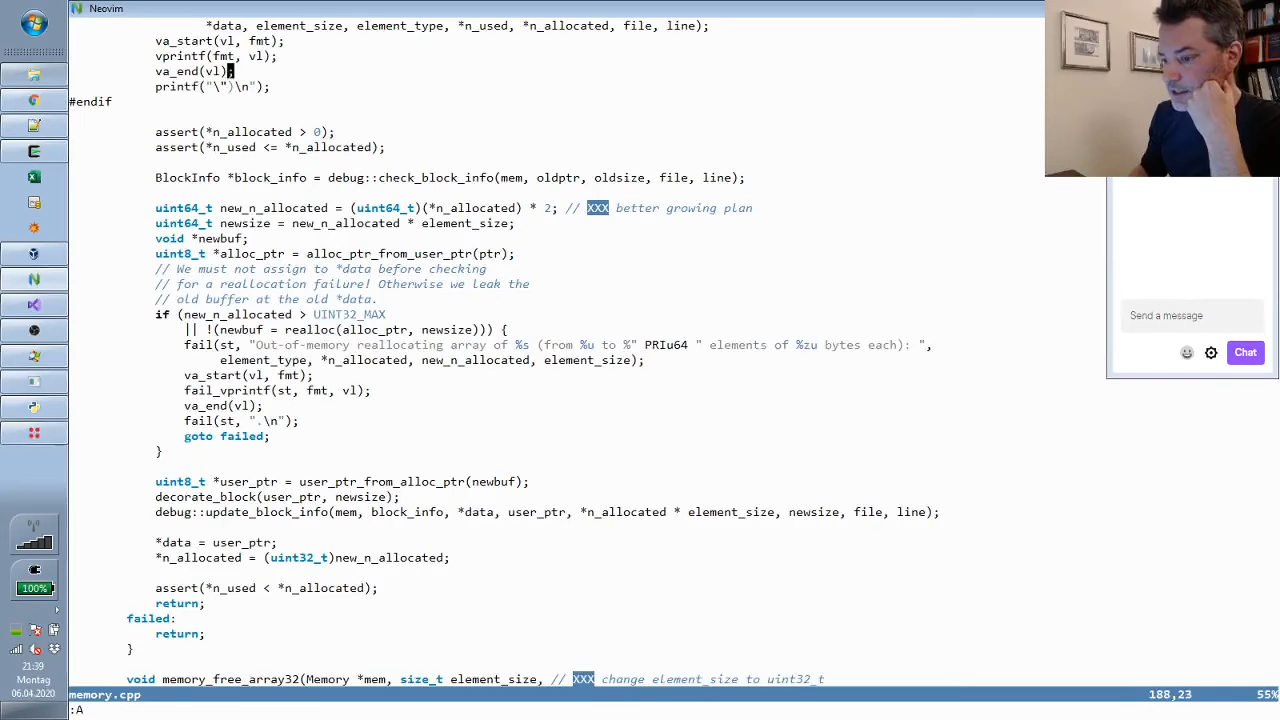 Neovim
*data, element_size, element_type, *n_used, *n_allocated, file, line);
va_start(vl, fmt);
vprintf(fmt, vl);
va_end(vl);
printf("\")\n");
#endif
assert(*n_allocated > 0);
assert(*n_used <= *n_allocated);
BlockInfo *block_info = debug::check_block_info(mem, oldptr, oldsize, file, line);
uint64_t new_n_allocated = (uint64_t)(*n_allocated) * 2; // XXX better growing plan
uint64_t newsize = new_n_allocated * element_size;
void *newbuf;
uint8_t *alloc_ptr = alloc_ptr_from_user_ptr(ptr);
// We must not assign to *data before checking
// for a reallocation failure! Otherwise we leak the
// old buffer at the old *data.
if (new_n_allocated > UINT32_MAX
|| !(newbuf = realloc(alloc_ptr, newsize))) {
fail(st, "Out-of-memory reallocating array of %s (from %u to %" PRIu64 " elements of %zu bytes each): ",
element_type, *n_allocated, new_n_allocated, element_size);
va_start(vl, fmt);
fail_vprintf(st, fmt, vl);
va_end(vl);
fail(st, ".\n");
goto failed;
}
uint8_t *user_ptr = user_ptr_from_alloc_ptr(newbuf);
decorate_block(user_ptr, newsize);
debug::update_block_info(mem, block_info, *data, user_ptr, *n_allocated * element_size, newsize, file, line);
*data = user_ptr;
*n_allocated = (uint32_t)new_n_allocated;
assert(*n_used < *n_allocated);
return;
failed:
return;
}
void memory_free_array32(Memory *mem, size_t element_size, // XXX change element_size to uint32_t
memory.cpp 188,23 55%
:A
Send a message
Chat
100%
21:39
Montag
06.04.2020